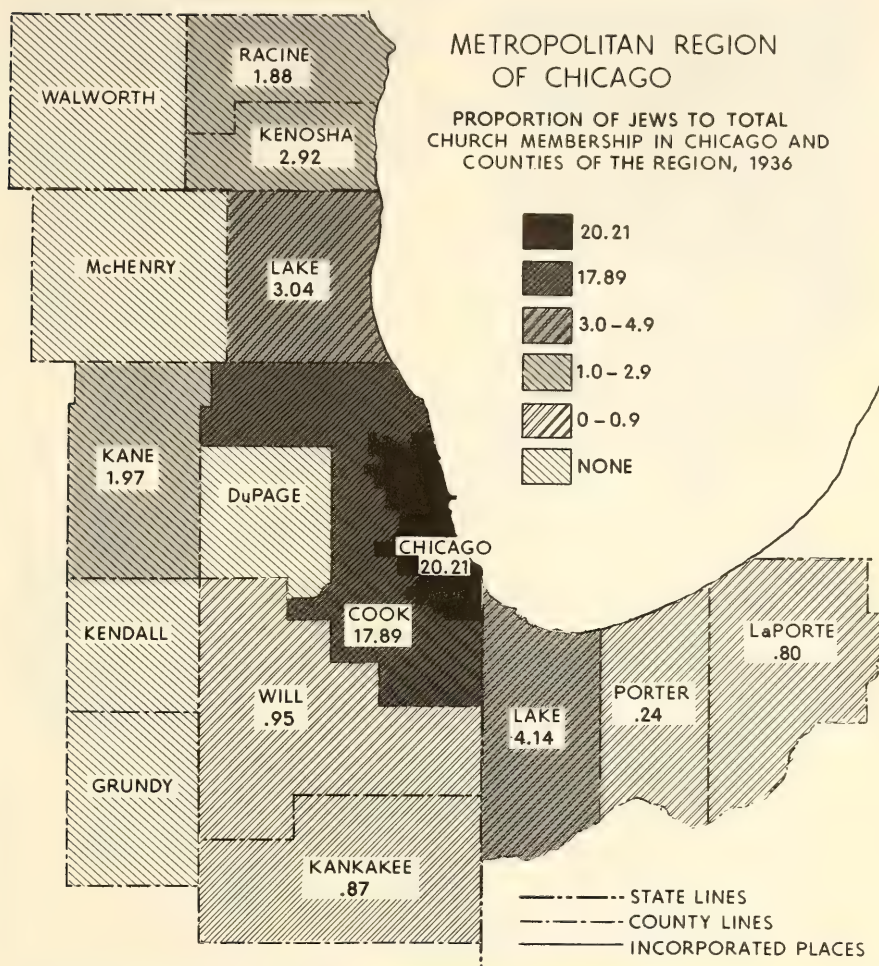 METROPOLITAN REGION
OF CHICAGO
PROPORTION OF JEWS TO TOTAL
CHURCH MEMBERSHIP IN CHICAGO AND
COUNTIES OF THE REGION, 1936
20.21
17.89
3.0 – 4.9
1.0 – 2.9
0 – 0.9
NONE
RACINE
1.88
WALWORTH
KENOSHA
2.92
McHENRY
LAKE
3.04
KANE
1.97
DuPAGE
CHICAGO
20.21
KENDALL
COOK
17.89
LaPORTE
.80
WILL
.95
LAKE
4.14
PORTER
.24
GRUNDY
KANKAKEE
.87
STATE LINES
COUNTY LINES
INCORPORATED PLACES